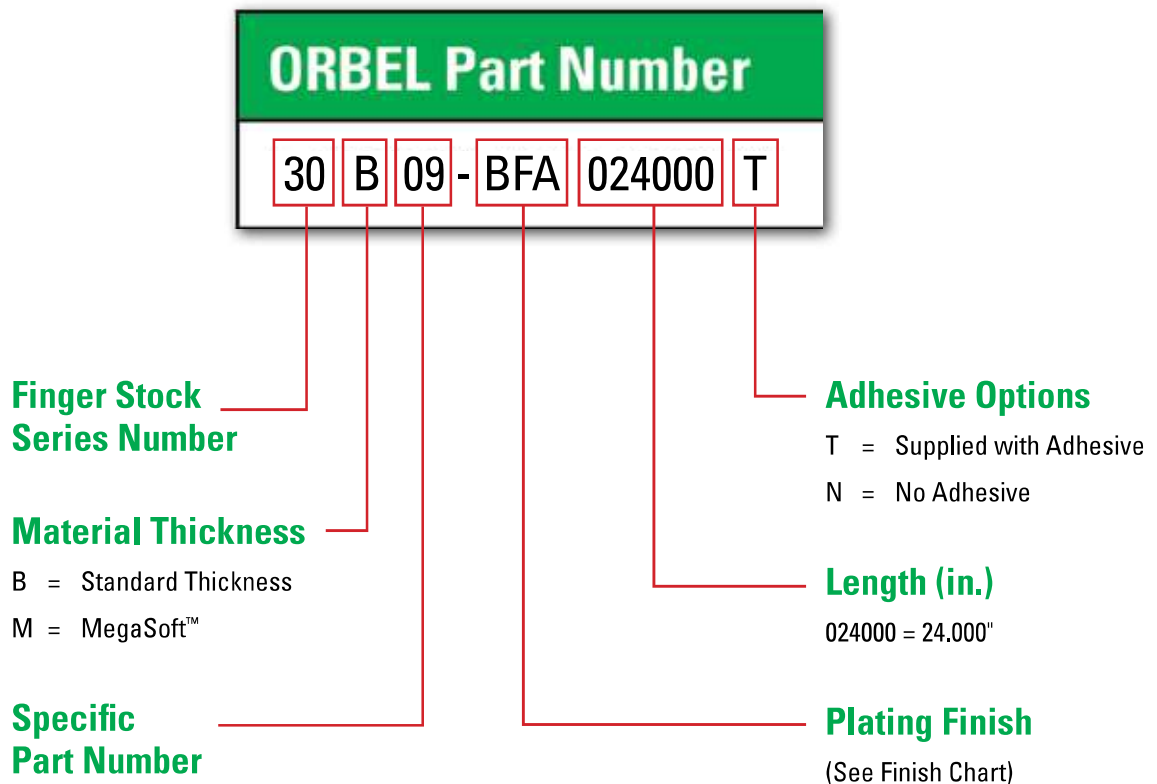 ORBEL Part Number
30 B 09 - BFA 024000 T
Finger Stock
Series Number
Material Thickness
B = Standard Thickness
M = MegaSoft™
Specific
Part Number
Adhesive Options
T = Supplied with Adhesive
N = No Adhesive
Length (in.)
024000 = 24.000"
Plating Finish
(See Finish Chart)